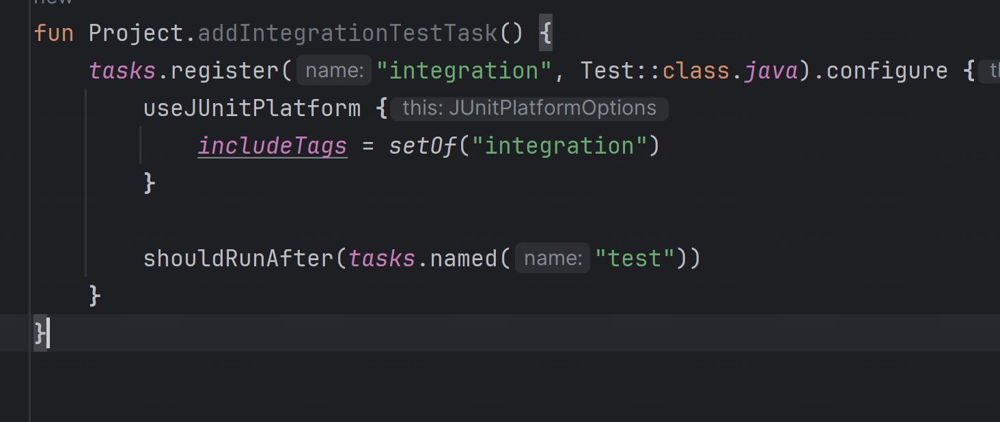 new
fun Project.addIntegrationTestTask() {
tasks.register( name: "integration", Test::class.java).configure {
useJUnitPlatform { this: JUnitPlatformOptions
includeTags = setOf("integration")
}
shouldRunAfter(tasks.named( name: "test"))
}
}